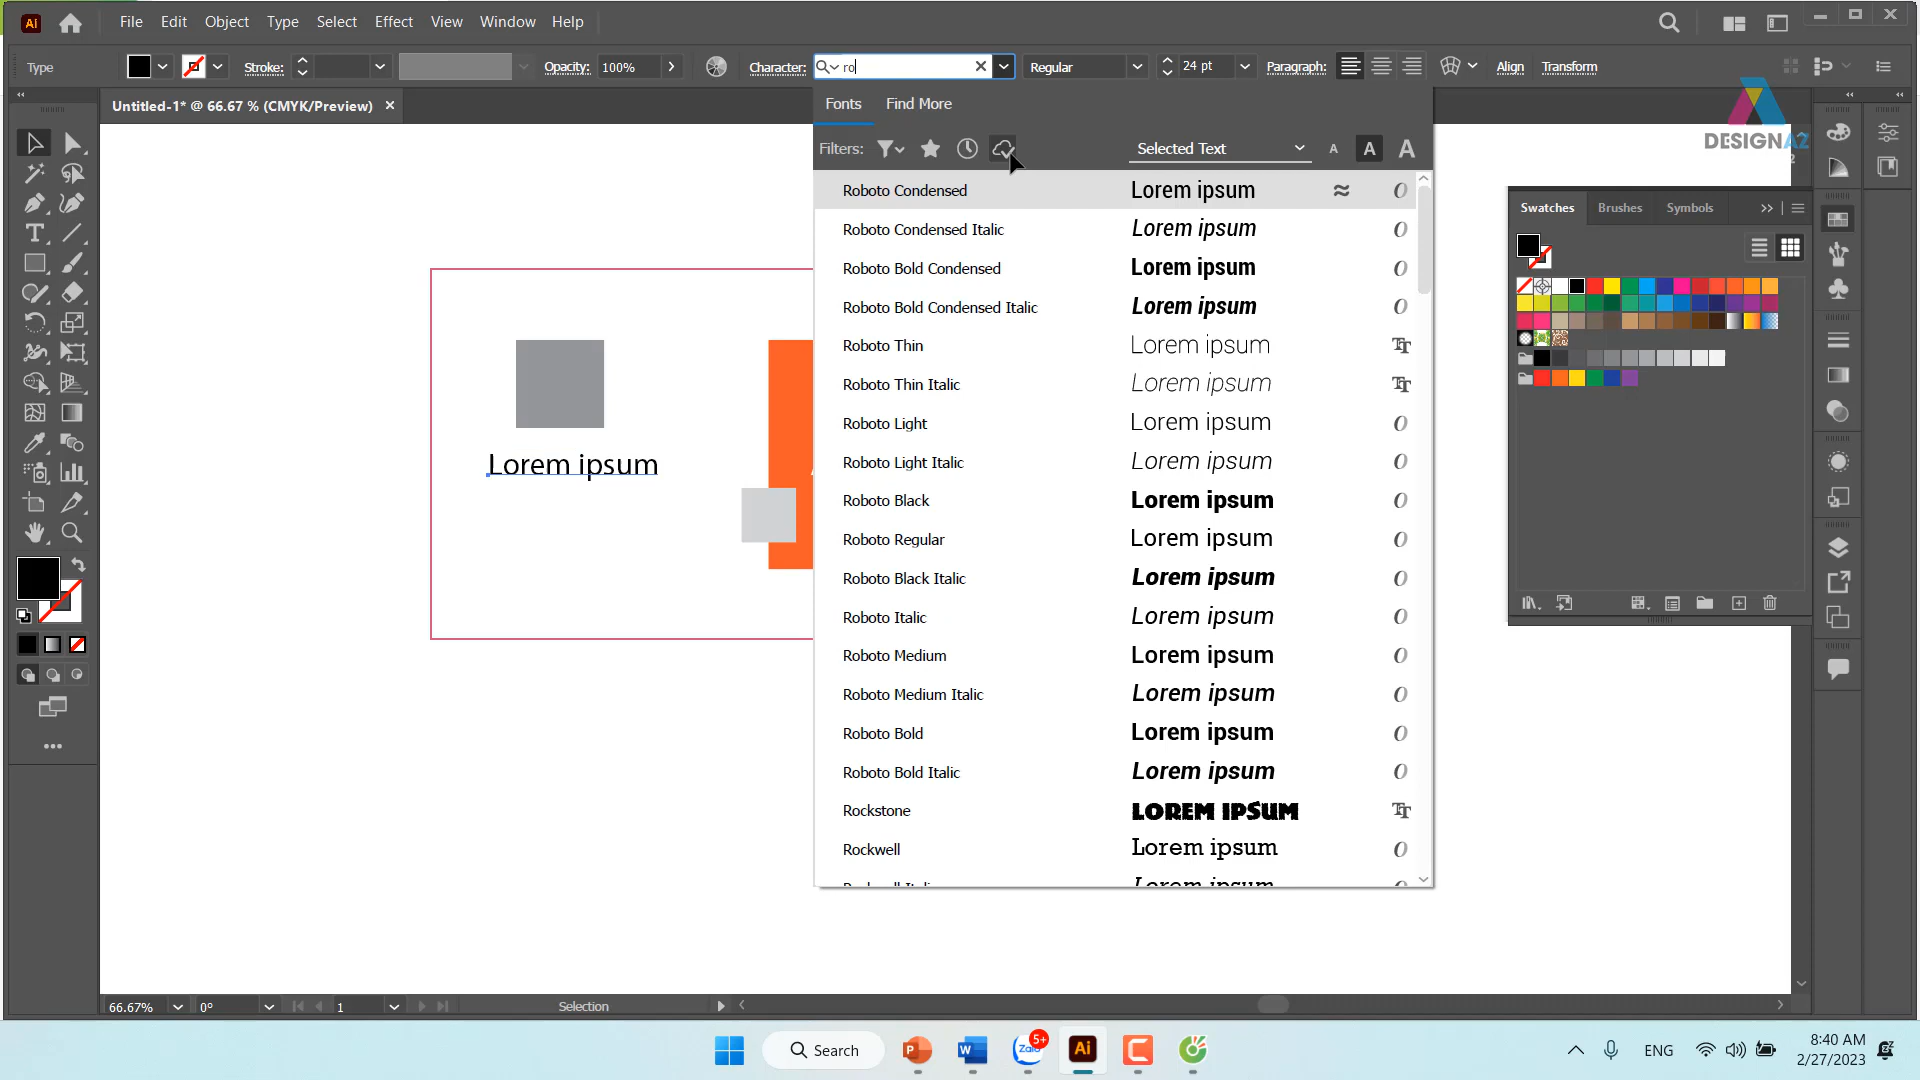 Ai File Edit Object Type Select Effect View Window Help
Type Stroke: Opacity: 100% Character: ro Regular 24 pt Paragraph: Align Transform
Untitled-1* @ 66.67 % (CMYK/Preview)
Fonts Find More
DESIGNAZ
Filters: Selected Text A A A
Roboto Condensed Lorem ipsum
Roboto Condensed Italic Lorem ipsum
Roboto Bold Condensed Lorem ipsum
Roboto Bold Condensed Italic Lorem ipsum
Roboto Thin Lorem ipsum
Roboto Thin Italic Lorem ipsum
Roboto Light Lorem ipsum
Roboto Light Italic Lorem ipsum
Roboto Black Lorem ipsum
Roboto Regular Lorem ipsum
Roboto Black Italic Lorem ipsum
Roboto Italic Lorem ipsum
Roboto Medium Lorem ipsum
Roboto Medium Italic Lorem ipsum
Roboto Bold Lorem ipsum
Roboto Bold Italic Lorem ipsum
Rockstone LOREM IPSUM
Rockwell Lorem ipsum
Lorem ipsum
Swatches Brushes Symbols
66.67% 0° 1 Selection
Search
Zalo 5+
Ai
ENG
8:40 AM
2/27/2023